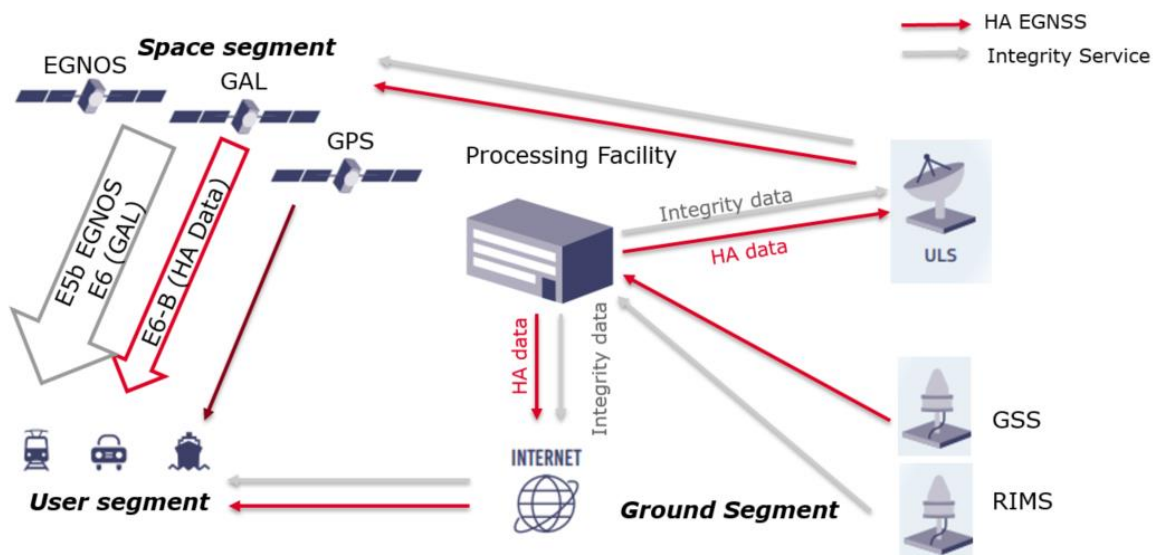 HA EGNSS
Integrity Service
Space segment
EGNOS
GAL
GPS
Processing Facility
E5b EGNOS
E6 (GAL)
E6-B (HA Data)
Integrity data
HA data
ULS
HA data
Integrity data
GSS
RIMS
INTERNET
User segment
Ground Segment